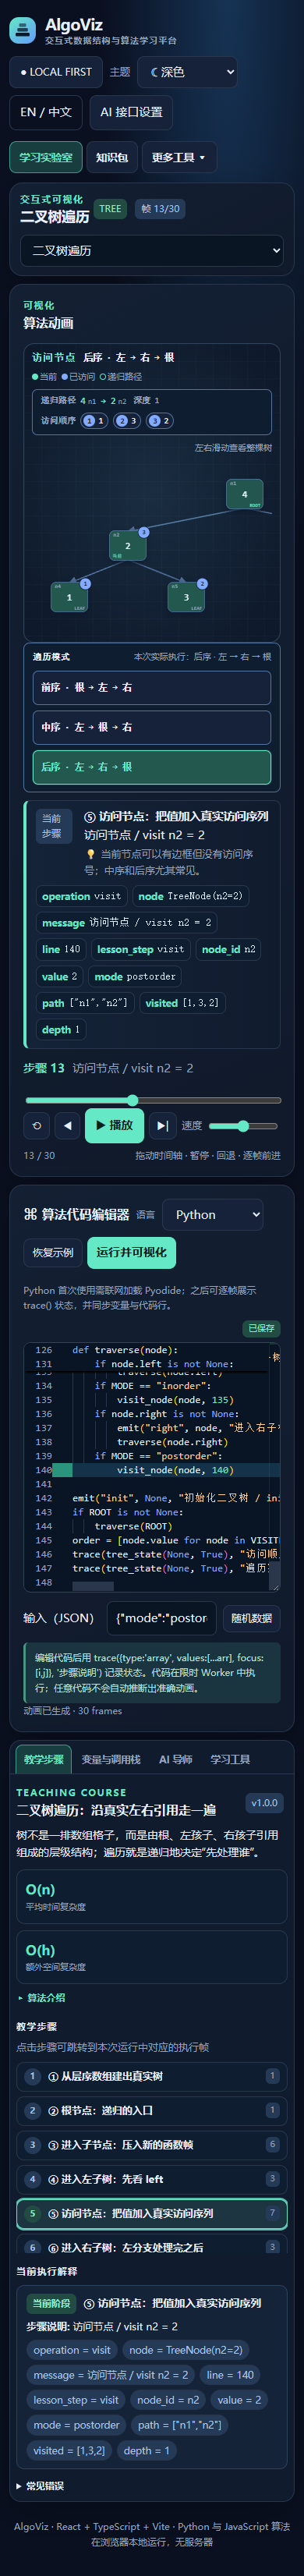 AlgoViz
交互式数据结构与算法学习平台
● LOCAL FIRST 主题 ☾ 深色
EN / 中文 AI 接口设置
学习实验室 知识包 更多工具 ▾
交互式可视化
二叉树遍历 TREE 帧 13/30
二叉树遍历
可视化
算法动画
访问节点 后序 · 左 → 右 → 根
当前 已访问 递归路径
递归路径 4 n1 → 2 n2 深度 1
访问顺序 1 1 2 3 3 2
左右滑动查看整棵树
n1
4
ROOT
n2 3
2
n4 1
1
LEAF
n5 2
3
LEAF
遍历模式 本次实际执行：后序 · 左 → 右 → 根
前序 · 根 → 左 → 右
中序 · 左 → 根 → 右
后序 · 左 → 右 → 根
当前步骤
⑤ 访问节点：把值加入真实访问序列
访问节点 / visit n2 = 2
💡 当前节点可以有边框但没有访问序号；中序和后序尤其常见。
operation visit node TreeNode(n2=2)
message 访问节点 / visit n2 = 2
line 140 lesson_step visit node_id n2
value 2 mode postorder
path ["n1","n2"] visited [1,3,2]
depth 1
步骤 13 访问节点 / visit n2 = 2
⟲ ◀ ▶ 播放 ▶| 速度
13 / 30 拖动时间轴 · 暂停 · 回退 · 逐帧前进
⌘ 算法代码编辑器 语言 Python
恢复示例 运行并可视化
Python 首次使用需联网加载 Pyodide；之后可逐帧展示
trace() 状态，并同步变量与代码行。
已保存
126 def traverse(node):
131 if node.left is not None:
133 traverse(node.left)
134 if MODE == "inorder":
135 visit_node(node, 135)
136 if node.right is not None:
137 emit("right", node, "进入右子
138 traverse(node.right)
139 if MODE == "postorder":
140 visit_node(node, 140)
141
142 emit("init", None, "初始化二叉树 / ini
143 if ROOT is not None:
144 traverse(ROOT)
145 order = [node.value for node in VISIT
146 trace(tree_state(None, True), "访问顺
147 trace(tree_state(None, True), "遍历
148
输入（JSON） {"mode":"postor 随机数据
编辑代码后用 trace({type:'array', values:[...arr], focus:
[i,j]}, '步骤说明') 记录状态。代码在限时 Worker 中执
行；任意代码不会自动推断出准确动画。
动画已生成 · 30 frames
教学步骤 变量与调用栈 AI 导师 学习工具
TEACHING COURSE
二叉树遍历：沿真实左右引用走一遍 v1.0.0
树不是一排数组格子，而是由根、左孩子、右孩子引用
组成的层级结构；遍历就是递归地决定“先处理谁”。
O(n)
平均时间复杂度
O(h)
额外空间复杂度
▸ 算法介绍
教学步骤
点击步骤可跳转到本次运行中对应的执行帧
1 ① 从层序数组建出真实树 1
2 ② 根节点：递归的入口 1
3 ③ 进入子节点：压入新的函数帧 6
4 ④ 进入左子树：先看 left 3
5 ⑤ 访问节点：把值加入真实访问序列 7
6 ⑥ 进入右子树：左分支处理完之后 3
当前执行解释
当前阶段 ⑤ 访问节点：把值加入真实访问序列
步骤说明: 访问节点 / visit n2 = 2
operation = visit node = TreeNode(n2=2)
message = 访问节点 / visit n2 = 2 line = 140
lesson_step = visit node_id = n2 value = 2
mode = postorder path = ["n1","n2"]
visited = [1,3,2] depth = 1
▸ 常见错误
AlgoViz · React + TypeScript + Vite · Python 与 JavaScript 算法
在浏览器本地运行，无服务器